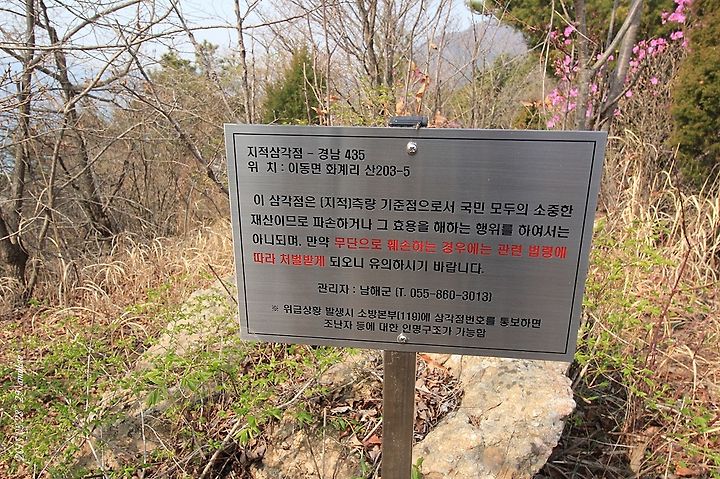 지적삼각점 - 경남 435
위 치 : 이동면 화계리 산203-5
이 삼각점은 (지적)측량 기준점으로서 국민 모두의 소중한
재산이므로 파손하거나 그 효용을 해하는 행위를 하여서는
아니되며, 만약 무단으로 훼손하는 경우에는 관련 법령에
따라 처벌받게 되오니 유의하시기 바랍니다.
관리자 : 남해군 (T. 055-860-3013)
※ 위급상황 발생시 소방본부(119)에 삼각점번호를 통보하면
조난자 등에 대한 인명구조가 가능함